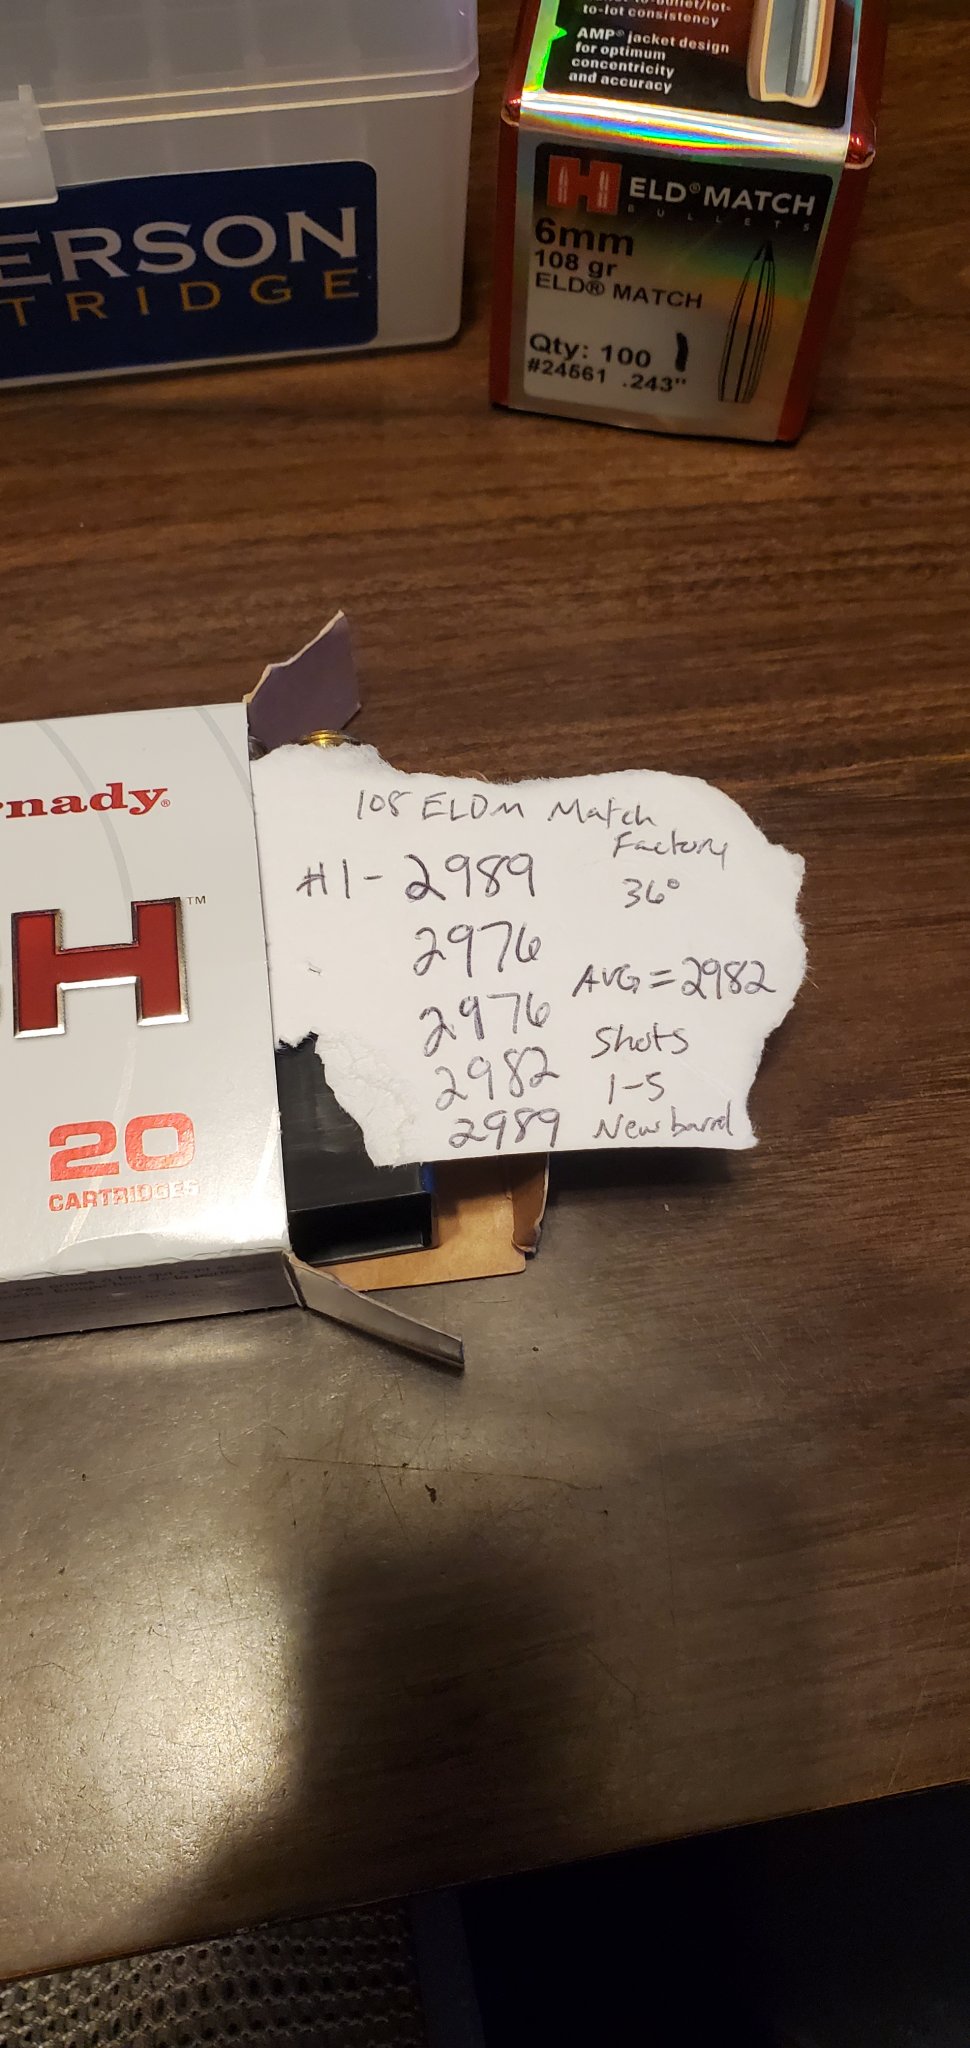 to-lot consistency
AMP® jacket design
for optimum
concentricity
and accuracy
ERSON
TRIDGE
H ELD® MATCH
BULLETS
6mm
108 gr
ELD® MATCH
Qty: 100
#24561 .243"
rnady®
H™
20
CARTRIDGES
108 ELDM Match
Factory
#1- 2989
36°
2976
AVG = 2982
2976
Shots
2982
1-5
2989
New barrel